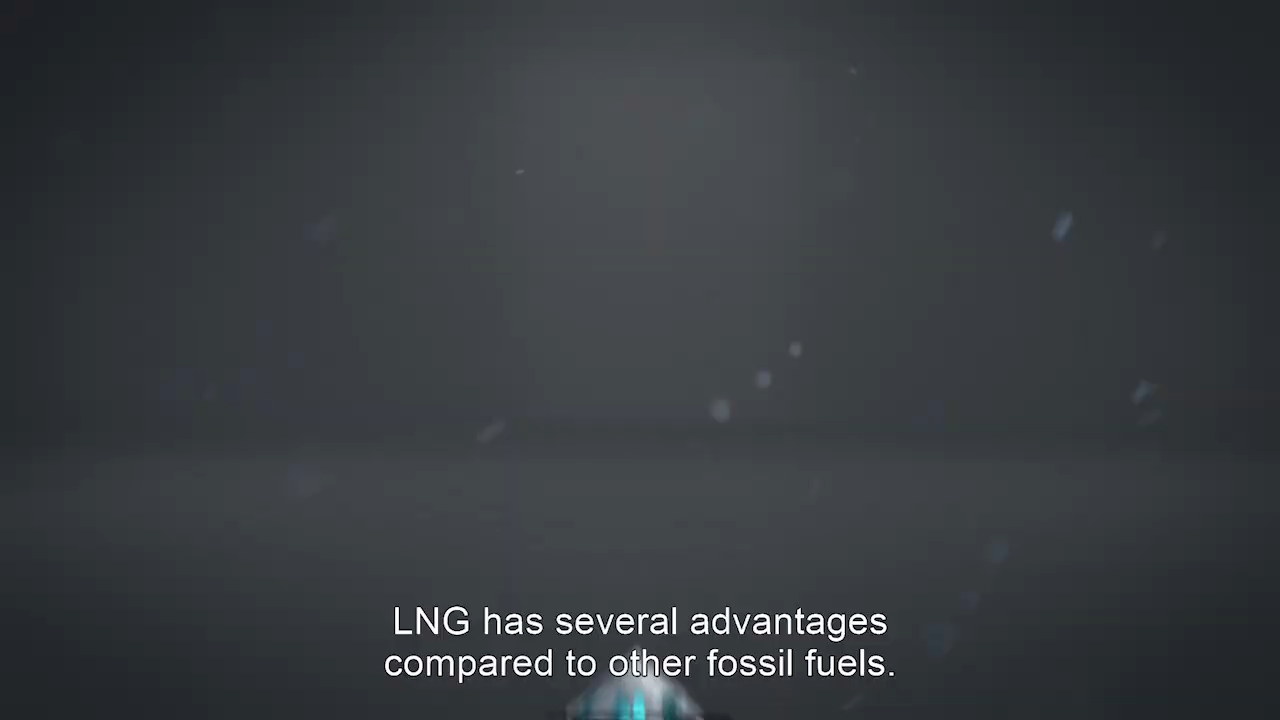 LNG has several advantages
compared to other fossil fuels.